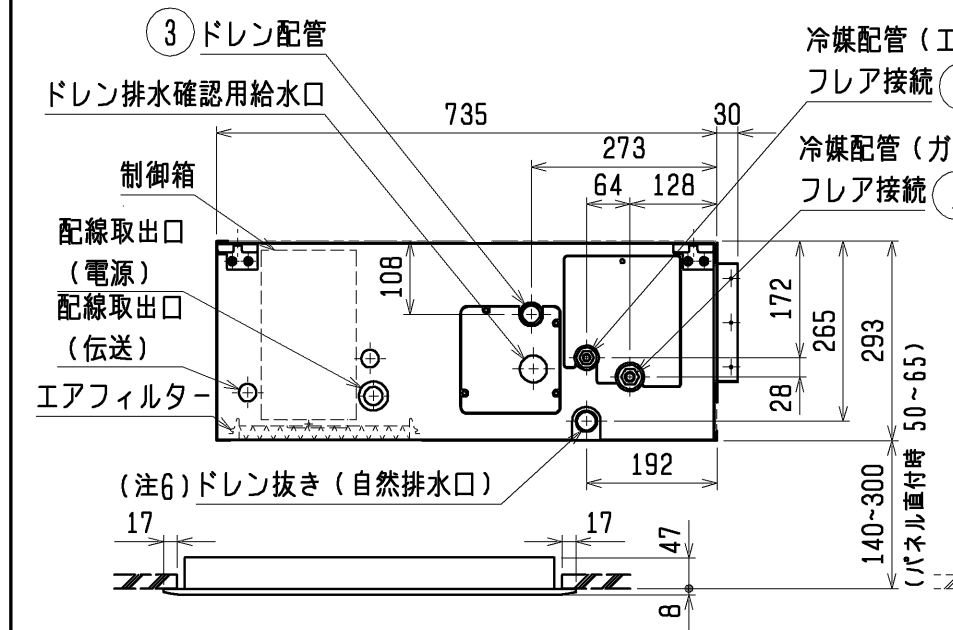 ③ ドレン配管
冷媒配管（エ
フレア接続
ドレン排水確認用給水口
735
30
冷媒配管（ガ
フレア接続
273
制御箱
64
128
配線取出口
（電源）
配線取出口
（伝送）
エアフィルター
108
172
265
293
28
192
(注6)ドレン抜き（自然排水口）
140~300
（パネル直付時 50~65）
17
17
47
8